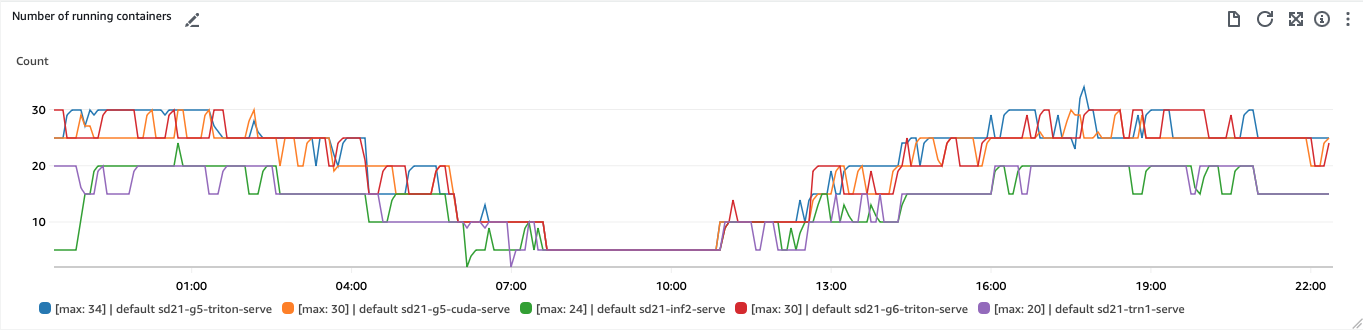 Number of running containers
Count
30
20
10
01:00 04:00 07:00 10:00 13:00 16:00 19:00 22:00
[max: 34] | default sd21-g5-triton-serve [max: 30] | default sd21-g5-cuda-serve [max: 24] | default sd21-inf2-serve [max: 30] | default sd21-g6-triton-serve [max: 20] | default sd21-trn1-serve